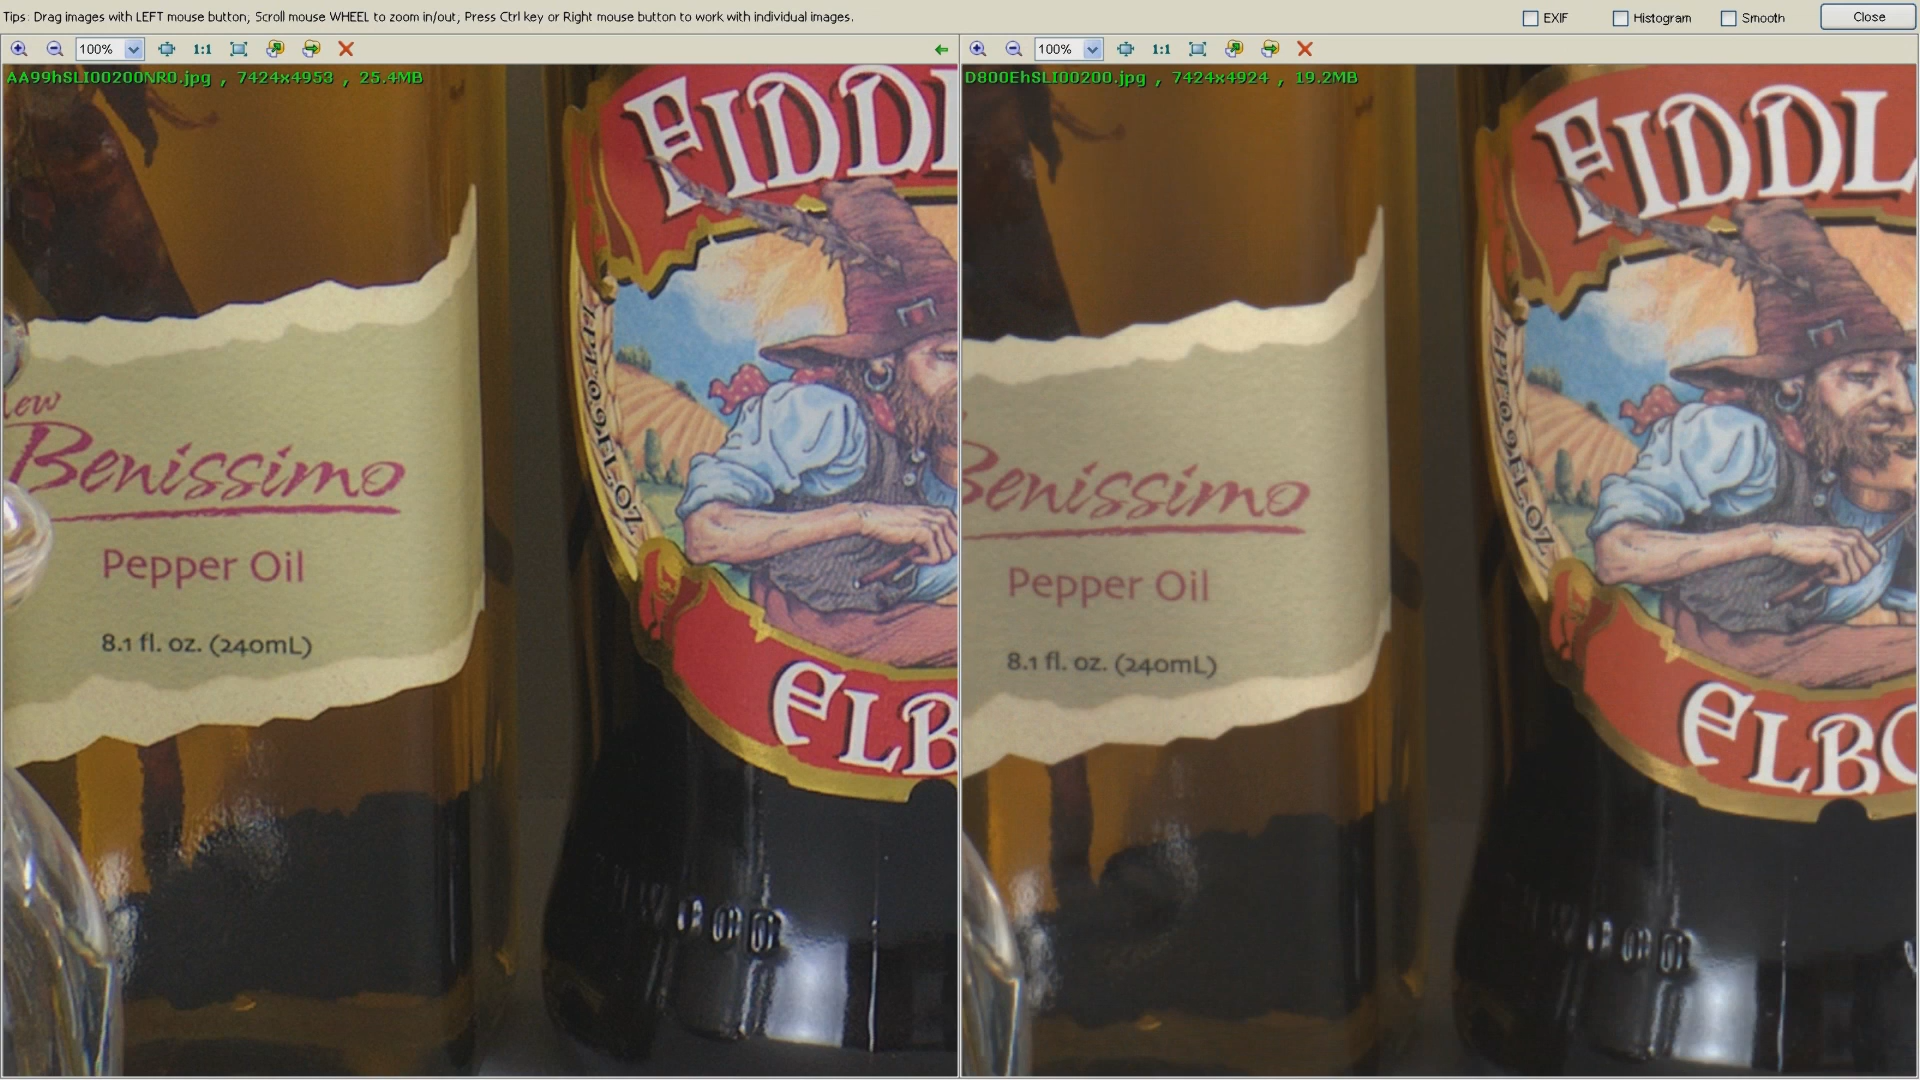 Tips: Drag images with LEFT mouse button, Scroll mouse WHEEL to zoom in/out, Press Ctrl key or Right mouse button to work with individual images.
EXIF
Histogram
Smooth
Close
100%
1:1
100%
1:1
AA99hSLI00200NR0.jpg , 7424x4953 , 25.4MB
FIDD
Benissimo
Pepper Oil
8.1 fl. oz. (240mL)
ELB
D800EhSLI00200.jpg , 7424x4924 , 19.2MB
FIDDL
Benissimo
Pepper Oil
8.1 fl. oz. (240mL)
ELBO